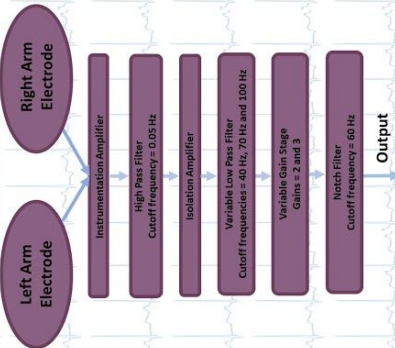 Right Arm
Electrode
Left Arm
Electrode
Instrumentation Amplifier
High Pass Filter
Cutoff frequency = 0.05 Hz
Isolation Amplifier
Variable Low Pass Filter
Cutoff frequencies = 40 Hz, 70 Hz and 100 Hz
Variable Gain Stage
Gains = 2 and 3
Notch Filter
Cutoff frequency = 60 Hz
Output